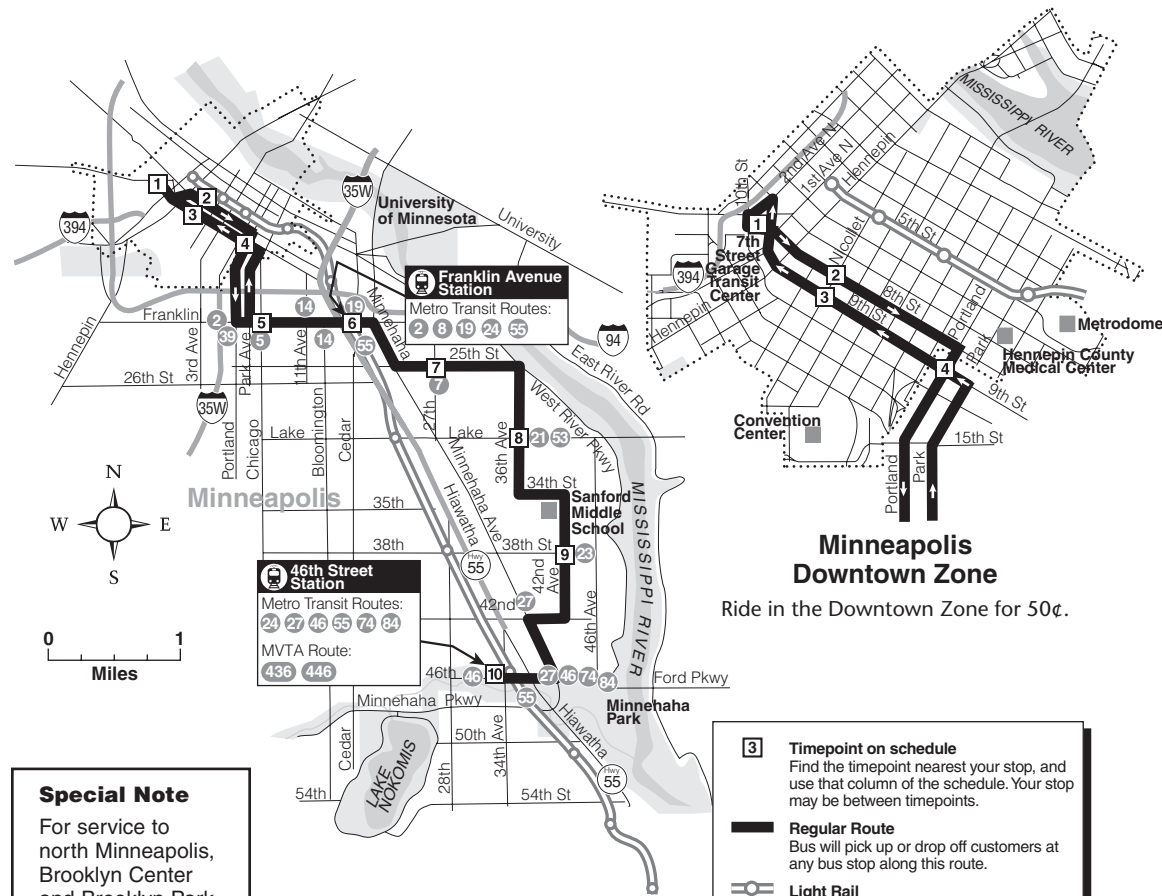 1
2
3
4
394
35W
University
of Minnesota
University
Franklin Avenue
Station
Metro Transit Routes:
2 8 19 24 55
Franklin
2
39
5
5
14
14
19
6
55
Minnehaha
94
Hennepin
3rd Ave
Park Ave
11th Ave
26th St
35W
25th St
7
7
27th
East River Rd
West River Pkwy
Portland
Chicago
Bloomington
Cedar
Lake
Lake
36th Ave
8
21 53
Minneapolis
35th
38th
Minnehaha Ave
Hiawatha
Hwy
55
34th St
Sanford
Middle
School
38th St
9
23
42nd
Ave
42nd
27
46th Ave
MISSISSIPPI RIVER
N
W E
S
0 1
Miles
46th Street
Station
Metro Transit Routes:
24 27 46 55 74 84
MVTA Route:
436 446
46th
46
10
27 46 74 84
55
Ford Pkwy
Minnehaha Pkwy
Minnehaha
Park
Hiawatha
Cedar
LAKE
NOKOMIS
50th
28th
34th Ave
54th
54th St
Hwy
55
MISSISSIPPI RIVER
10th St
2nd Ave N
1st Ave N
Hennepin
1
7th
Street
Garage
Transit
Center
394
Hennepin
Nicollet
5th St
2
3
8th St
9th St
Portland
Park
4
Metrodome
Hennepin County
Medical Center
9th St
Convention
Center
15th St
Portland
Park
Minneapolis
Downtown Zone
Ride in the Downtown Zone for 50¢.
Special Note
For service to
north Minneapolis,
Brooklyn Center
and Brooklyn Park
3
Timepoint on schedule
Find the timepoint nearest your stop, and
use that column of the schedule. Your stop
may be between timepoints.
Regular Route
Bus will pick up or drop off customers at
any bus stop along this route.
Light Rail